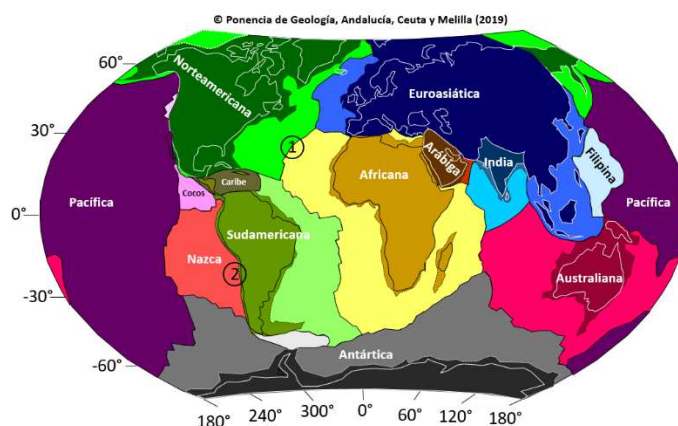 © Ponencia de Geología, Andalucía, Ceuta y Melilla (2019)
60°
Norteamericana
Euroasiática
30°
1
Arábiga
India
Filipina
Caribe
Africana
Cocos
Pacífica
Pacífica
0°
Sudamericana
Nazca
2
Australiana
-30°
Antártica
-60°
180° 240° 300° 0° 60° 120° 180°